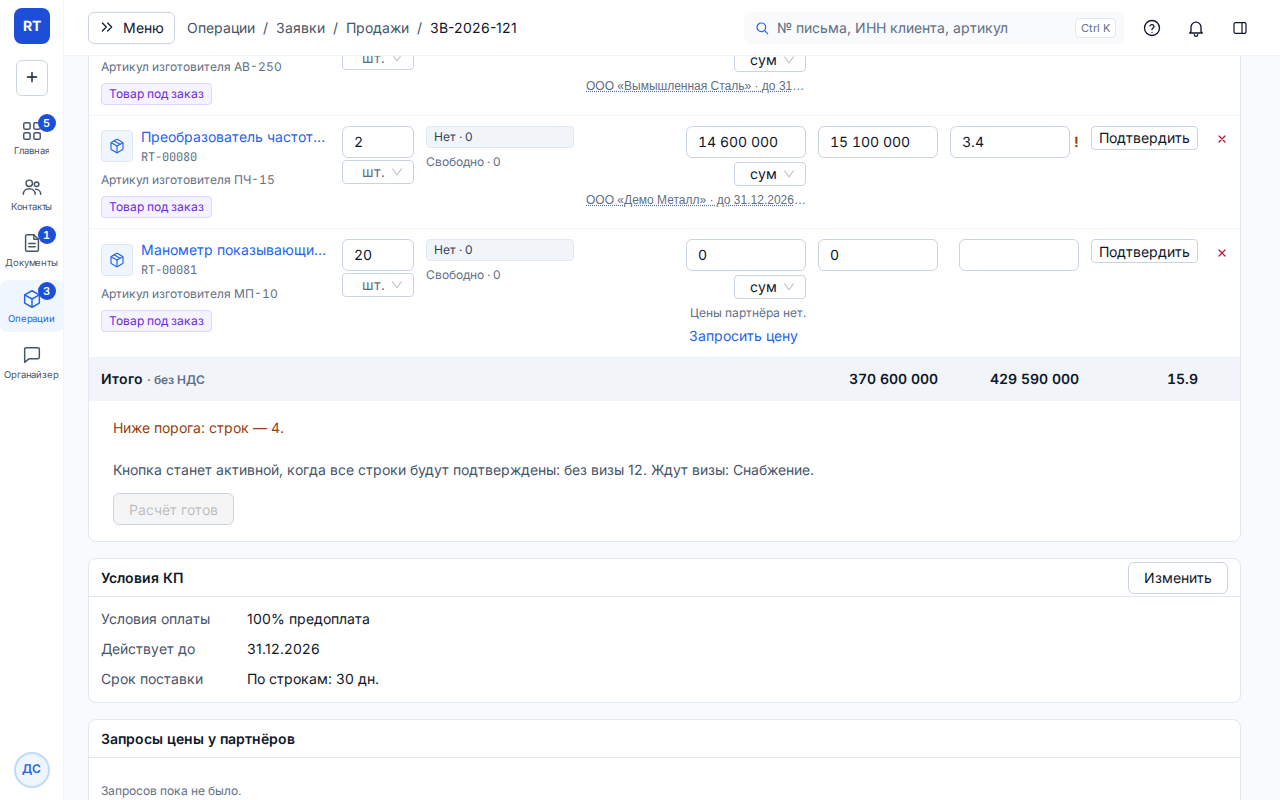 RT
Меню
Операции / Заявки / Продажи / ЗВ-2026-121
№ письма, ИНН клиента, артикул
Ctrl K
5
Главная
Контакты
1
Документы
3
Операции
Органайзер
ДС
Артикул изготовителя АВ-250
шт.
сум
Товар под заказ
ООО «Вымышленная Сталь» · до 31…
Преобразователь частот…
RT-00080
2
Нет · 0
14 600 000
15 100 000
3.4
!
Подтвердить
Свободно · 0
шт.
сум
Артикул изготовителя ПЧ-15
Товар под заказ
ООО «Демо Металл» · до 31.12.2026…
Манометр показывающи…
RT-00081
20
Нет · 0
0
0
Подтвердить
Свободно · 0
шт.
сум
Артикул изготовителя МП-10
Товар под заказ
Цены партнёра нет.
Запросить цену
Итого · без НДС
370 600 000
429 590 000
15.9
Ниже порога: строк — 4.
Кнопка станет активной, когда все строки будут подтверждены: без визы 12. Ждут визы: Снабжение.
Расчёт готов
Условия КП
Изменить
Условия оплаты 100% предоплата
Действует до 31.12.2026
Срок поставки По строкам: 30 дн.
Запросы цены у партнёров
Запросов пока не было.